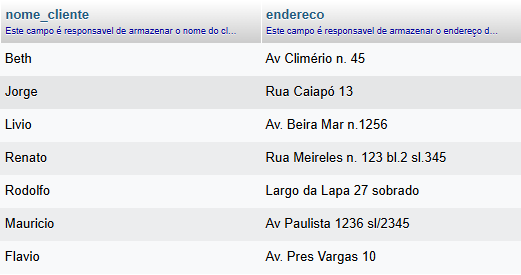 nome_cliente endereco
Este campo é responsavel de armazenar o nome do cl... Este campo é responsavel de armazenar o endereço d...
Beth Av Climério n. 45
Jorge Rua Caiapó 13
Livio Av. Beira Mar n.1256
Renato Rua Meireles n. 123 bl.2 sl.345
Rodolfo Largo da Lapa 27 sobrado
Mauricio Av Paulista 1236 sl/2345
Flavio Av. Pres Vargas 10